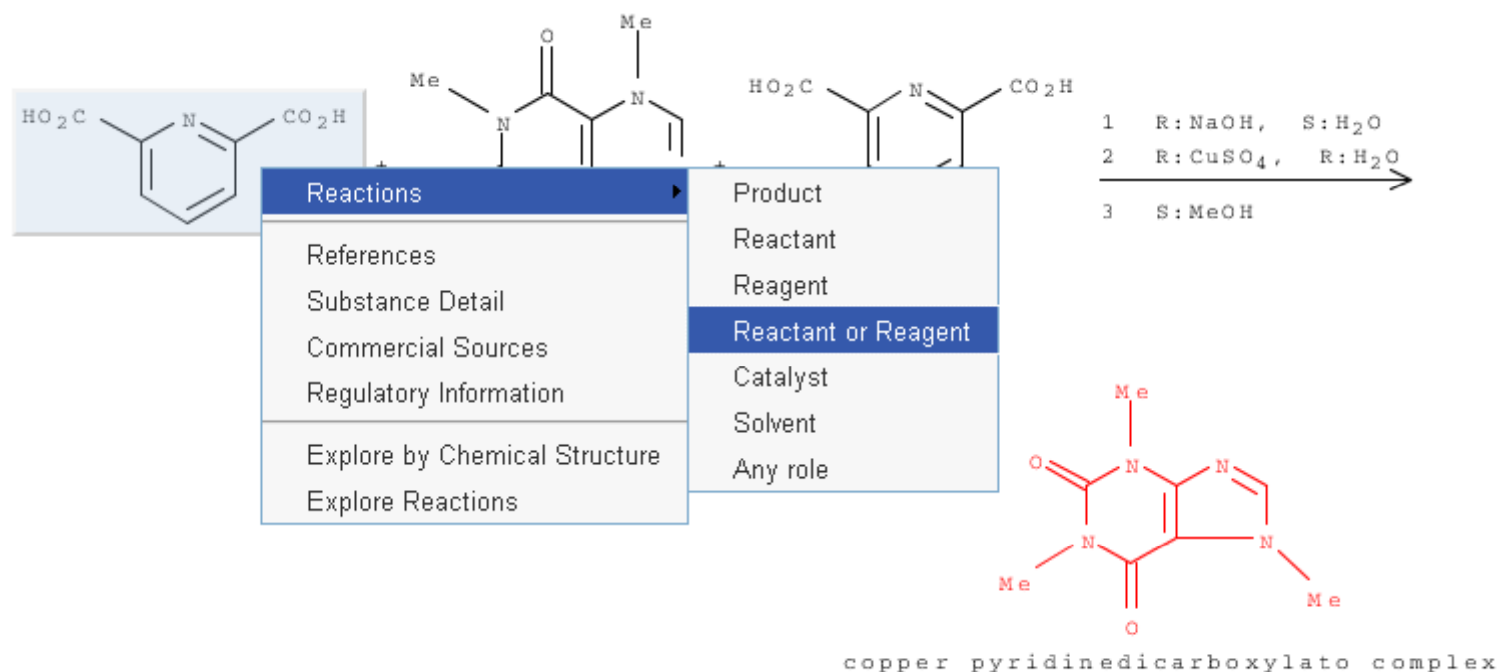 Me
O
Me
Me
N
N
HO2C
N
CO2H
HO2C
N
CO2H
1 R:NaOH, S:H2O
2 R:CuSO4, R:H2O
3 S:MeOH
+
+
Reactions
References
Substance Detail
Commercial Sources
Regulatory Information
Explore by Chemical Structure
Explore Reactions
Product
Reactant
Reagent
Reactant or Reagent
Catalyst
Solvent
Any role
Me
O
N
N
N
N
Me
Me
O
copper pyridinedicarboxylato complex